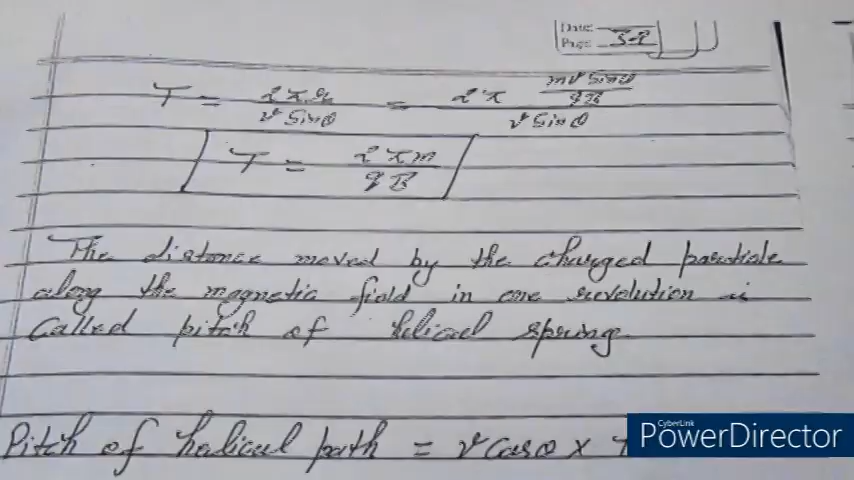 Date:
Page: 5-9
T = 2πr / v Sinθ = 2π (mv Sinθ / qB) / v Sinθ
T = 2πm / qB
The distance moved by the charged particle
along the magnetic field in one revolution is
Called pitch of helical spring.
Pitch of helical path = v Cosθ × T
CyberLink
PowerDirector